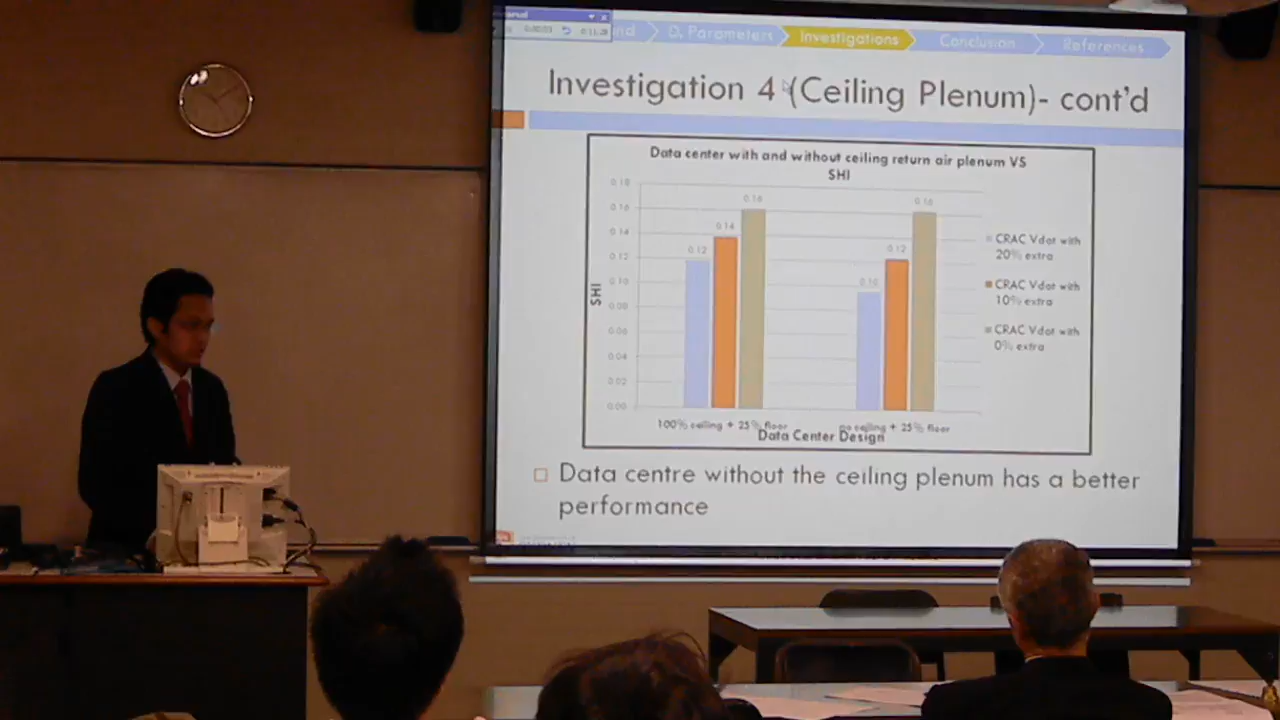 D. Parameters
Investigations
Conclusion
References
Investigation 4 (Ceiling Plenum)- cont'd
Data center with and without ceiling return air plenum VS
SHI
0.18
0.16
0.14
0.12
0.10
0.08
0.06
0.04
0.02
0.00
SHI
0.12
0.14
0.16
0.10
0.12
0.16
CRAC Vdot with
20% extra
CRAC Vdot with
10% extra
CRAC Vdot with
0% extra
100% ceiling + 25% floor
no ceiling + 25% floor
Data Center Design
Data centre without the ceiling plenum has a better
performance